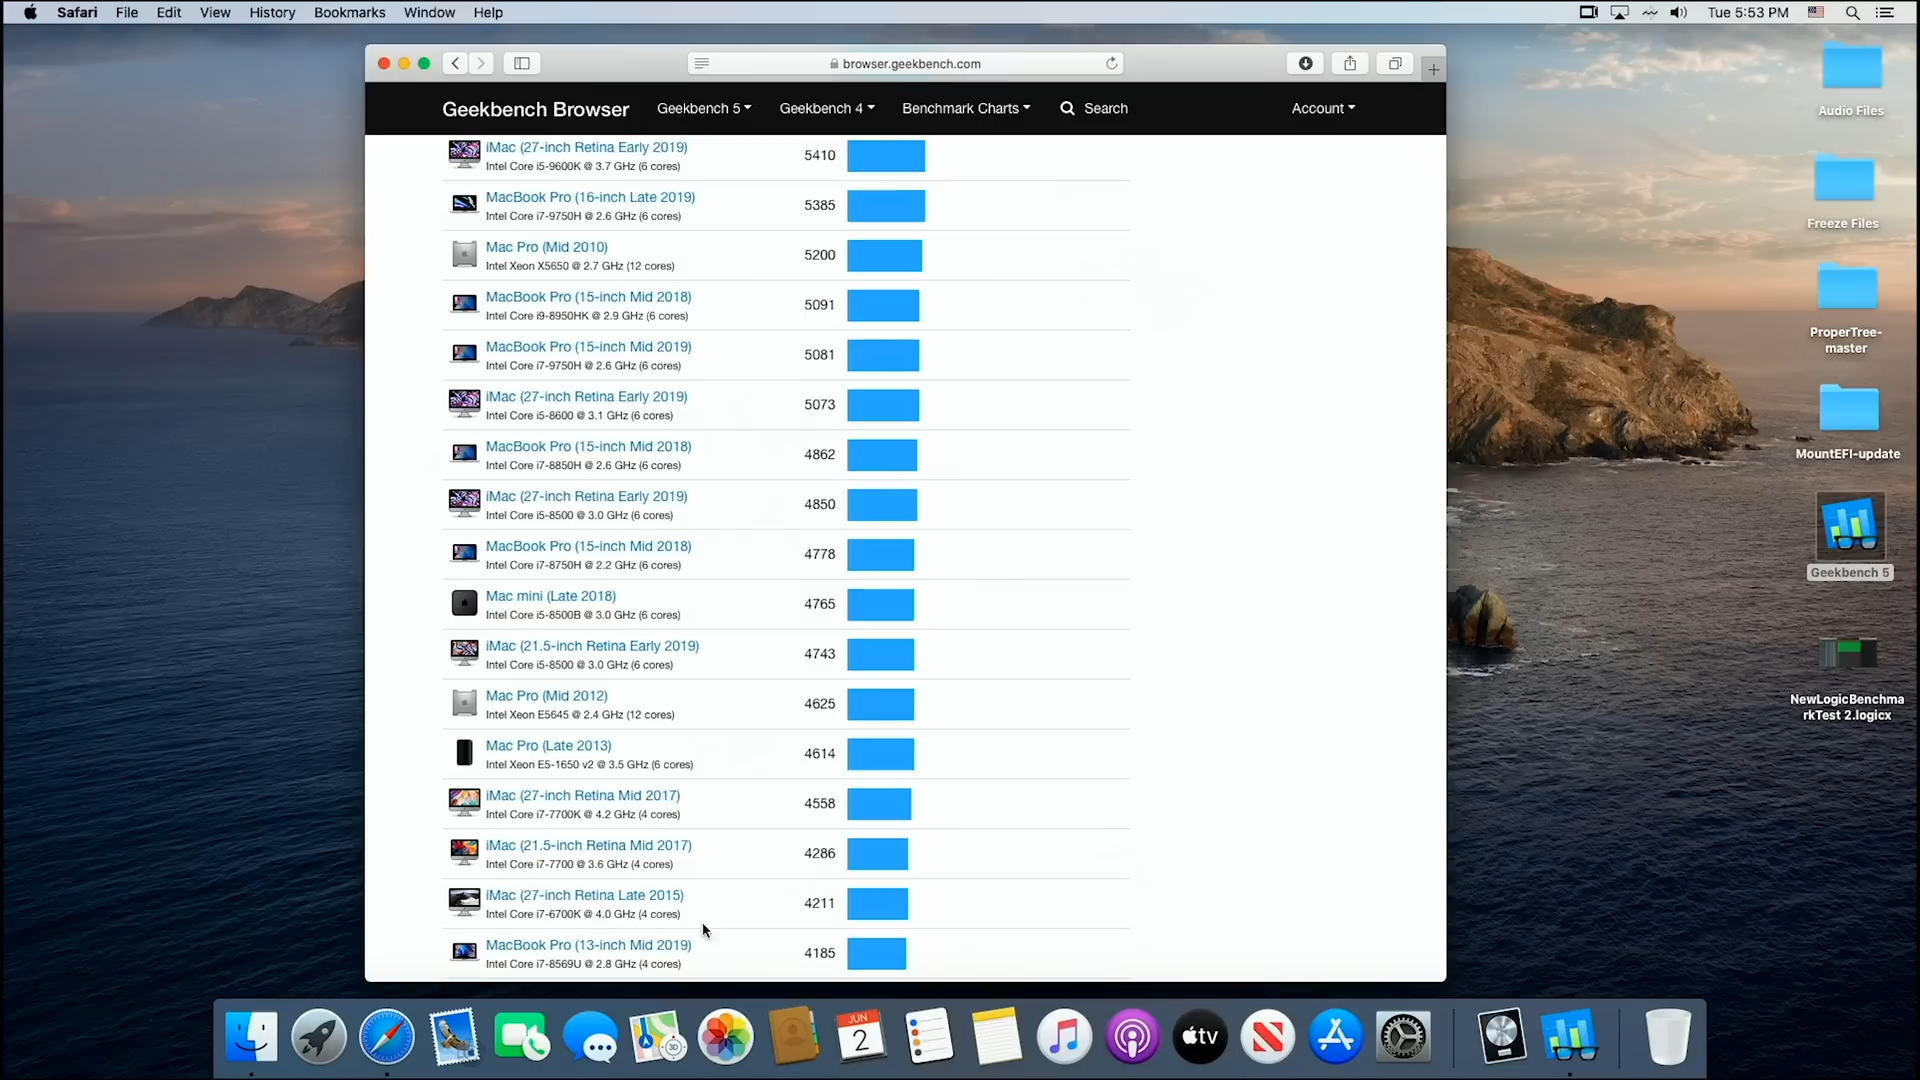 Safari File Edit View History Bookmarks Window Help
Tue 5:53 PM
browser.geekbench.com
Geekbench Browser Geekbench 5 Geekbench 4 Benchmark Charts Search Account
iMac (27-inch Retina Early 2019)
Intel Core i5-9600K @ 3.7 GHz (6 cores)
5410
MacBook Pro (16-inch Late 2019)
Intel Core i7-9750H @ 2.6 GHz (6 cores)
5385
Mac Pro (Mid 2010)
Intel Xeon X5650 @ 2.7 GHz (12 cores)
5200
MacBook Pro (15-inch Mid 2018)
Intel Core i9-8950HK @ 2.9 GHz (6 cores)
5091
MacBook Pro (15-inch Mid 2019)
Intel Core i7-9750H @ 2.6 GHz (6 cores)
5081
iMac (27-inch Retina Early 2019)
Intel Core i5-8600 @ 3.1 GHz (6 cores)
5073
MacBook Pro (15-inch Mid 2018)
Intel Core i7-8850H @ 2.6 GHz (6 cores)
4862
iMac (27-inch Retina Early 2019)
Intel Core i5-8500 @ 3.0 GHz (6 cores)
4850
MacBook Pro (15-inch Mid 2018)
Intel Core i7-8750H @ 2.2 GHz (6 cores)
4778
Mac mini (Late 2018)
Intel Core i5-8500B @ 3.0 GHz (6 cores)
4765
iMac (21.5-inch Retina Early 2019)
Intel Core i5-8500 @ 3.0 GHz (6 cores)
4743
Mac Pro (Mid 2012)
Intel Xeon E5645 @ 2.4 GHz (12 cores)
4625
Mac Pro (Late 2013)
Intel Xeon E5-1650 v2 @ 3.5 GHz (6 cores)
4614
iMac (27-inch Retina Mid 2017)
Intel Core i7-7700K @ 4.2 GHz (4 cores)
4558
iMac (21.5-inch Retina Mid 2017)
Intel Core i7-7700 @ 3.6 GHz (4 cores)
4286
iMac (27-inch Retina Late 2015)
Intel Core i7-6700K @ 4.0 GHz (4 cores)
4211
MacBook Pro (13-inch Mid 2019)
Intel Core i7-8569U @ 2.8 GHz (4 cores)
4185
Audio Files
Freeze Files
ProperTree-
master
MountEFI-update
Geekbench 5
NewLogicBenchma
rkTest 2.logicx
3D
JUN
2
tv